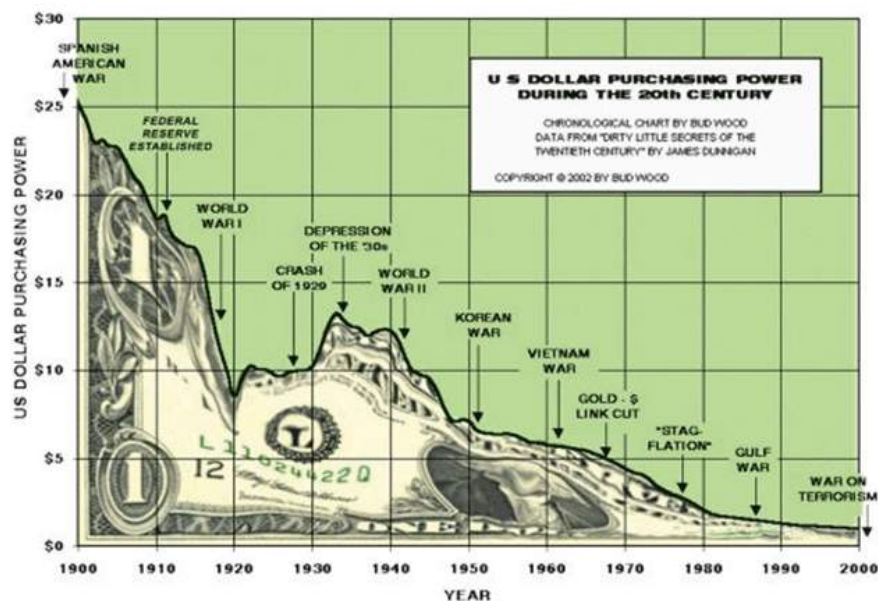 $30
SPANISH
AMERICAN
WAR
$25
FEDERAL
RESERVE
ESTABLISHED
$20
WORLD
WAR I
$15
CRASH
OF 1929
DEPRESSION
OF THE '30s
WORLD
WAR II
$10
KOREAN
WAR
VIETNAM
WAR
GOLD - $
LINK CUT
"STAG-
FLATION"
GULF
WAR
WAR ON
TERRORISM
$5
$0
U S DOLLAR PURCHASING POWER
DURING THE 20th CENTURY
CHRONOLOGICAL CHART BY BUD WOOD
DATA FROM "DIRTY LITTLE SECRETS OF THE
TWENTIETH CENTURY" BY JAMES DUNNIGAN
COPYRIGHT @ 2002 BY BUD WOOD
US DOLLAR PURCHASING POWER
1
L11024422Q
12
1
1900 1910 1920 1930 1940 1950 1960 1970 1980 1990 2000
YEAR